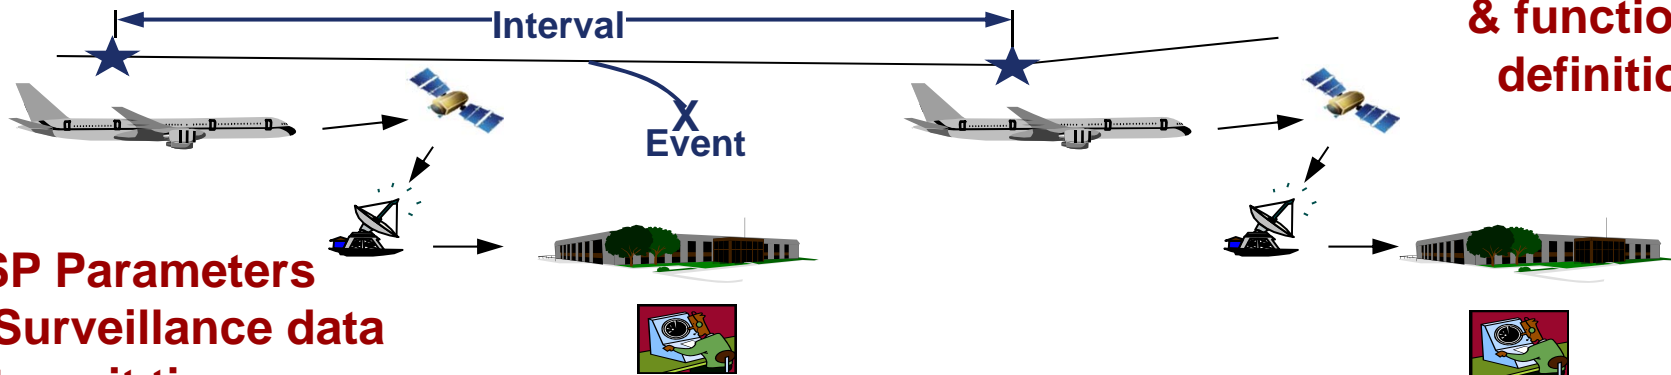 Interval
& functio
definitio
X
Event
SP Parameters
Surveillance data